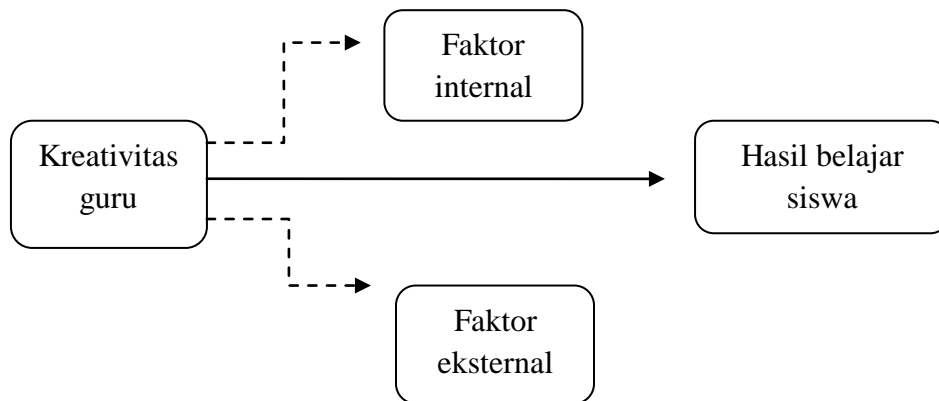 Faktor
internal
Kreativitas
guru
Hasil belajar
siswa
Faktor
eksternal